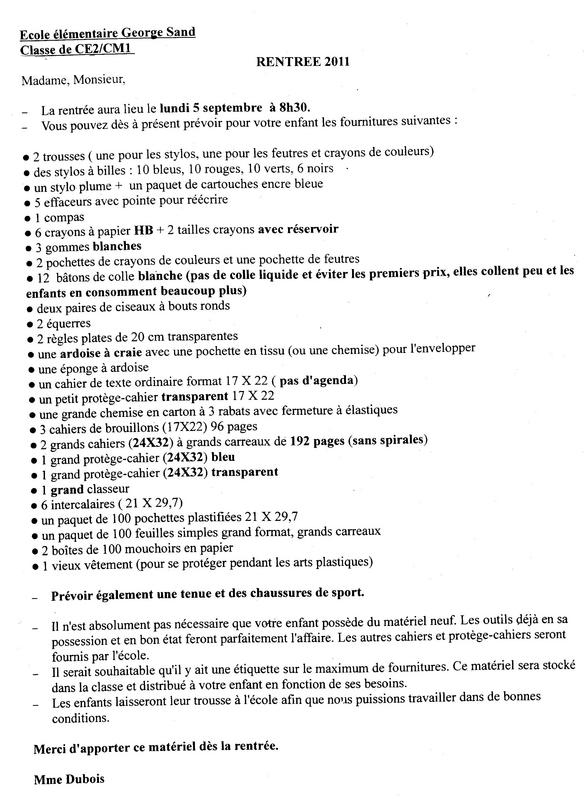 Ecole élémentaire George Sand
Classe de CE2/CM1
RENTREE 2011
Madame, Monsieur,
– La rentrée aura lieu le lundi 5 septembre à 8h30.
– Vous pouvez dès à présent prévoir pour votre enfant les fournitures suivantes :
● 2 trousses ( une pour les stylos, une pour les feutres et crayons de couleurs)
● des stylos à billes : 10 bleus, 10 rouges, 10 verts, 6 noirs
● un stylo plume + un paquet de cartouches encre bleue
● 5 effaceurs avec pointe pour réécrire
● 1 compas
● 6 crayons à papier HB + 2 tailles crayons avec réservoir
● 3 gommes blanches
● 2 pochettes de crayons de couleurs et une pochette de feutres
● 12 bâtons de colle blanche (pas de colle liquide et éviter les premiers prix, elles collent peu et les
enfants en consomment beaucoup plus)
● deux paires de ciseaux à bouts ronds
● 2 équerres
● 2 règles plates de 20 cm transparentes
● une ardoise à craie avec une pochette en tissu (ou une chemise) pour l'envelopper
● une éponge à ardoise
● un cahier de texte ordinaire format 17 X 22 ( pas d'agenda)
● un petit protège-cahier transparent 17 X 22
● une grande chemise en carton à 3 rabats avec fermeture à élastiques
● 3 cahiers de brouillons (17X22) 96 pages
● 2 grands cahiers (24X32) à grands carreaux de 192 pages (sans spirales)
● 1 grand protège-cahier (24X32) bleu
● 1 grand protège-cahier (24X32) transparent
● 1 grand classeur
● 6 intercalaires ( 21 X 29,7)
● un paquet de 100 pochettes plastifiées 21 X 29,7
● un paquet de 100 feuilles simples grand format, grands carreaux
● 2 boîtes de 100 mouchoirs en papier
● 1 vieux vêtement (pour se protéger pendant les arts plastiques)
– Prévoir également une tenue et des chaussures de sport.
– Il n'est absolument pas nécessaire que votre enfant possède du matériel neuf. Les outils déjà en sa
possession et en bon état feront parfaitement l'affaire. Les autres cahiers et protège-cahiers seront
fournis par l'école.
– Il serait souhaitable qu'il y ait une étiquette sur le maximum de fournitures. Ce matériel sera stocké
dans la classe et distribué à votre enfant en fonction de ses besoins.
– Les enfants laisseront leur trousse à l'école afin que nous puissions travailler dans de bonnes
conditions.
Merci d'apporter ce matériel dès la rentrée.
Mme Dubois